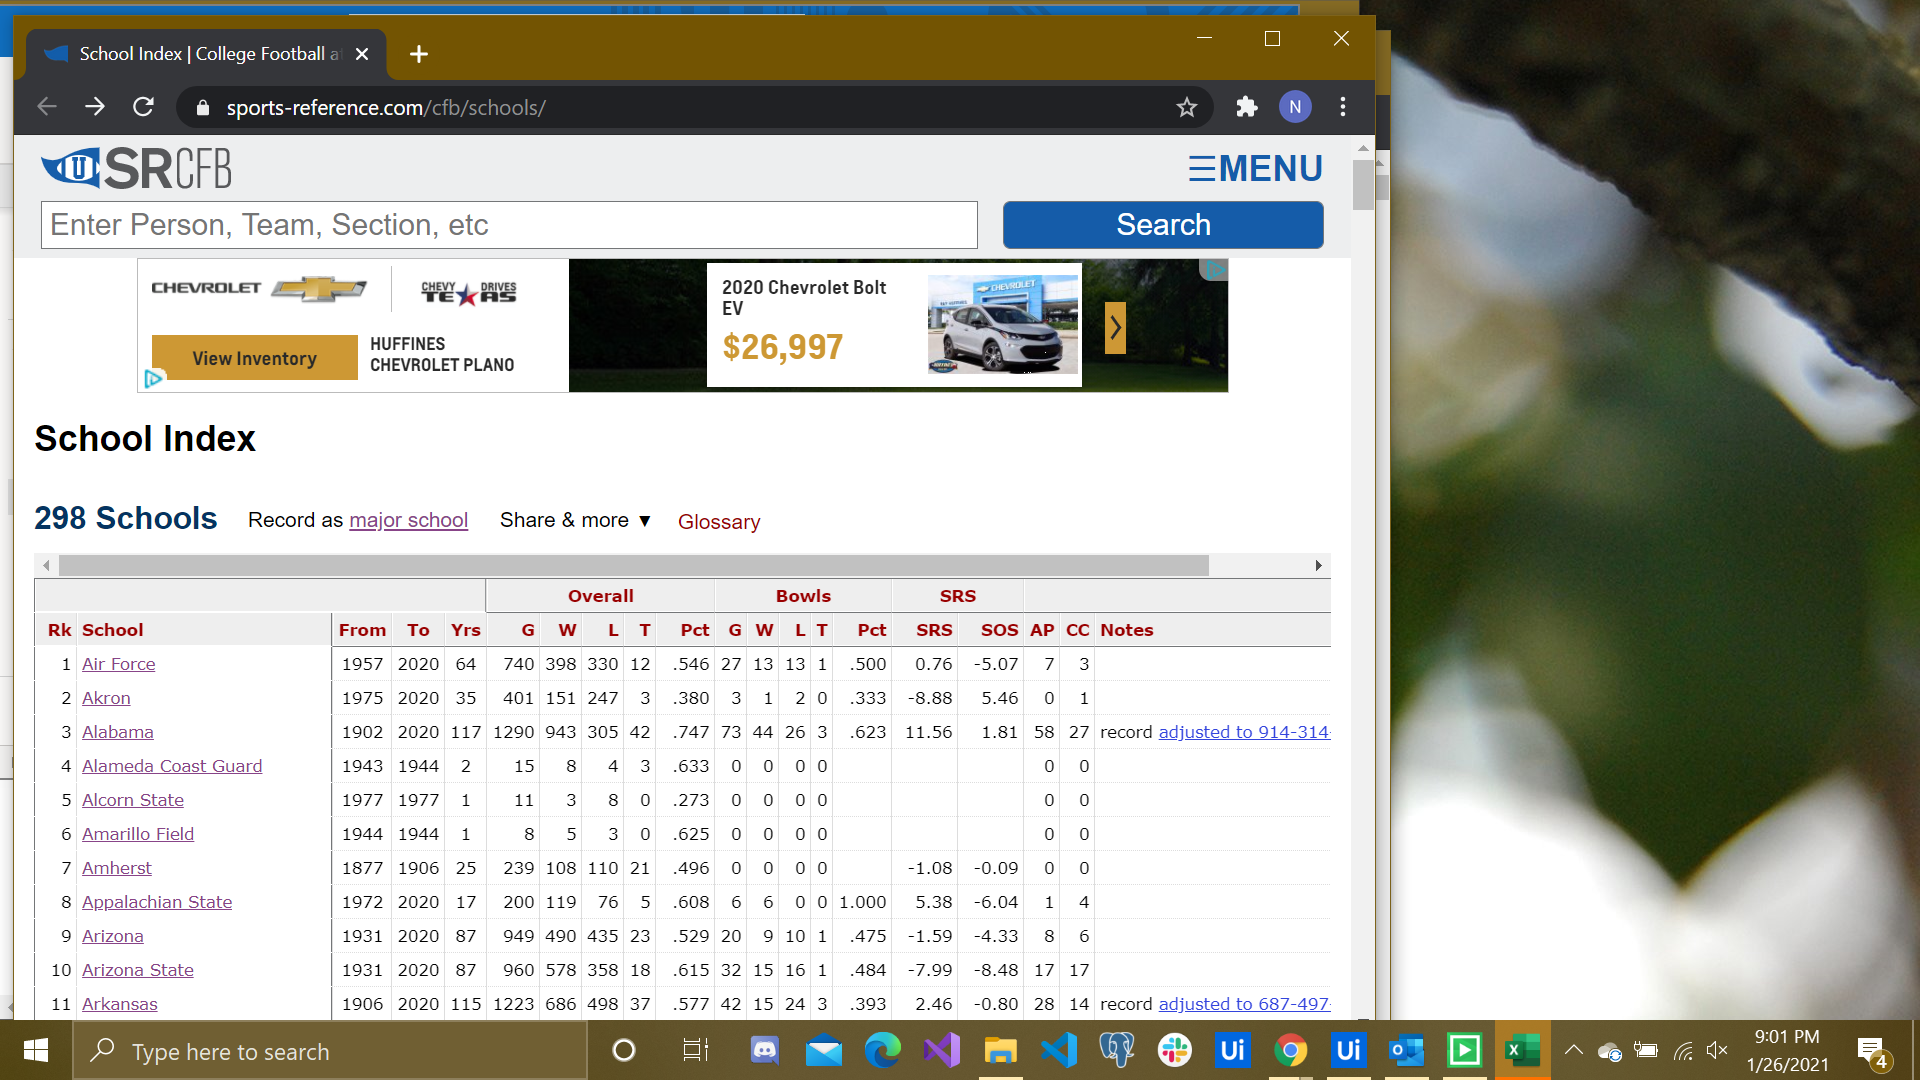 School Index | College Football a
sports-reference.com/cfb/schools/
N
U SR CFB
☰MENU
Enter Person, Team, Section, etc
Search
CHEVROLET
CHEVY DRIVES TEXAS
View Inventory
HUFFINES
CHEVROLET PLANO
2020 Chevrolet Bolt
EV
$26,997
CHEVROLET
School Index
298 Schools Record as major school Share & more ▼ Glossary
Overall Bowls SRS
Rk School From To Yrs G W L T Pct G W L T Pct SRS SOS AP CC Notes
1 Air Force 1957 2020 64 740 398 330 12 .546 27 13 13 1 .500 0.76 -5.07 7 3
2 Akron 1975 2020 35 401 151 247 3 .380 3 1 2 0 .333 -8.88 5.46 0 1
3 Alabama 1902 2020 117 1290 943 305 42 .747 73 44 26 3 .623 11.56 1.81 58 27 record adjusted to 914-314-
4 Alameda Coast Guard 1943 1944 2 15 8 4 3 .633 0 0 0 0 0 0
5 Alcorn State 1977 1977 1 11 3 8 0 .273 0 0 0 0 0 0
6 Amarillo Field 1944 1944 1 8 5 3 0 .625 0 0 0 0 0 0
7 Amherst 1877 1906 25 239 108 110 21 .496 0 0 0 0 -1.08 -0.09 0 0
8 Appalachian State 1972 2020 17 200 119 76 5 .608 6 6 0 0 1.000 5.38 -6.04 1 4
9 Arizona 1931 2020 87 949 490 435 23 .529 20 9 10 1 .475 -1.59 -4.33 8 6
10 Arizona State 1931 2020 87 960 578 358 18 .615 32 15 16 1 .484 -7.99 -8.48 17 17
11 Arkansas 1906 2020 115 1223 686 498 37 .577 42 15 24 3 .393 2.46 -0.80 28 14 record adjusted to 687-497-
Type here to search
Ui
Ui
9:01 PM
1/26/2021
4